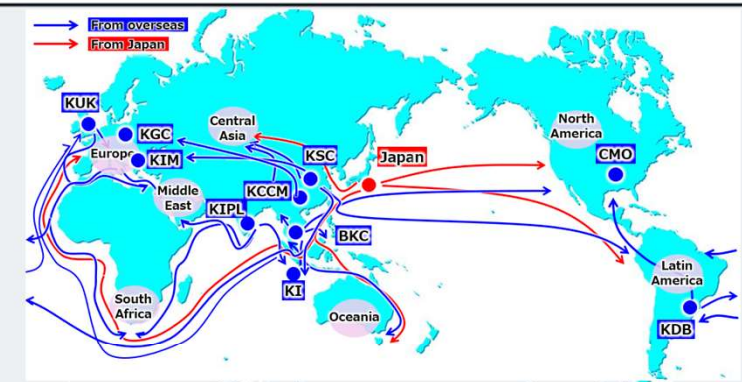 From overseas
From Japan
KUK
KGC
Europe
KIM
Central
Asia
KSC
Japan
North
America
CMO
Middle
East
KCCM
KIPL
BKC
KI
South
Africa
Oceania
Latin
America
KDB